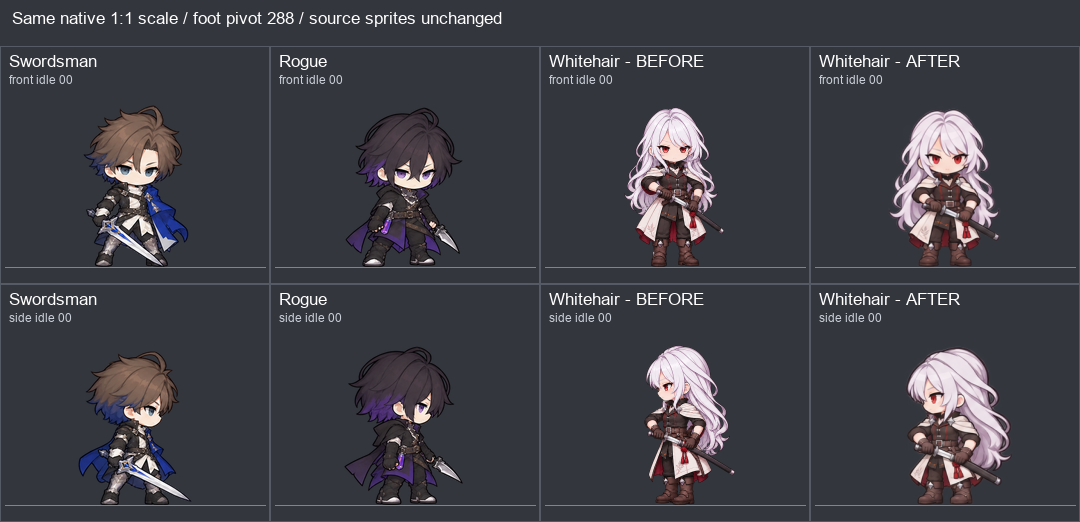 Same native 1:1 scale / foot pivot 288 / source sprites unchanged
Swordsman
front idle 00
Rogue
front idle 00
Whitehair - BEFORE
front idle 00
Whitehair - AFTER
front idle 00
Swordsman
side idle 00
Rogue
side idle 00
Whitehair - BEFORE
side idle 00
Whitehair - AFTER
side idle 00